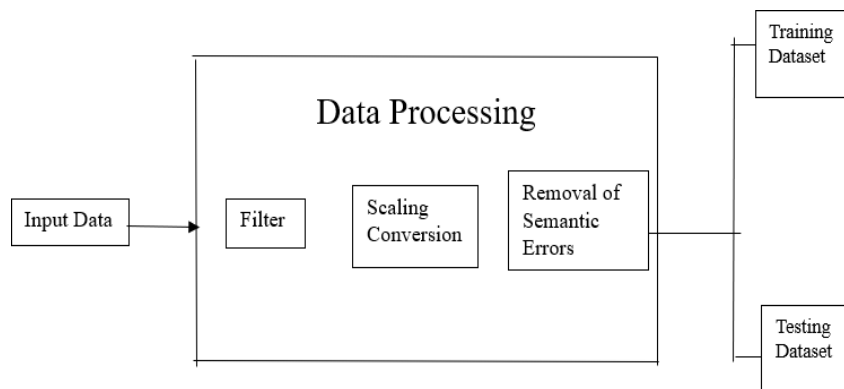 Training
Dataset
Data Processing
Input Data
Filter
Scaling
Conversion
Removal of
Semantic
Errors
Testing
Dataset